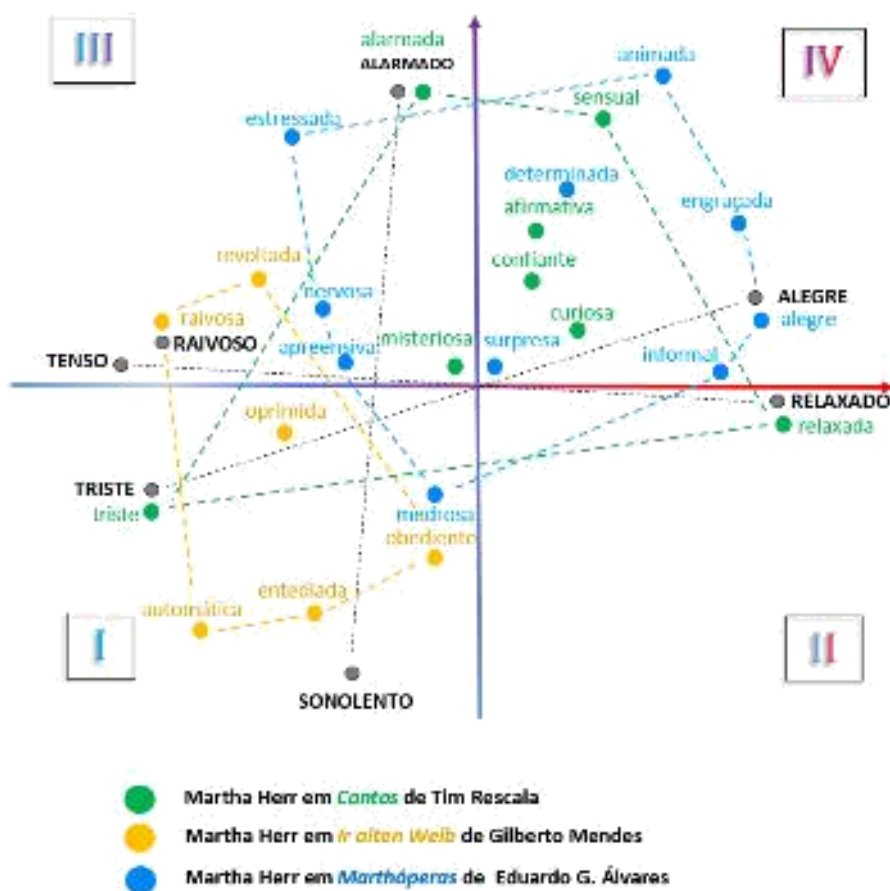 III
alarmada
ALARMADO
animada
IV
sensual
estressada
determinada
engraçada
afirmativa
revoltada
confiante
nervosa
ALEGRE
raivosa
curiosa
alegre
RAIVOSO
misteriosa
surpresa
apreensiva
informal
TENSO
RELAXADO
oprimida
relaxada
TRISTE
triste
medrosa
obediente
entediada
automática
I
II
SONOLENTO
Martha Herr em Cantos de Tim Rescala
Martha Herr em Ir alten Weib de Gilberto Mendes
Martha Herr em Marthóperas de Eduardo G. Álvares